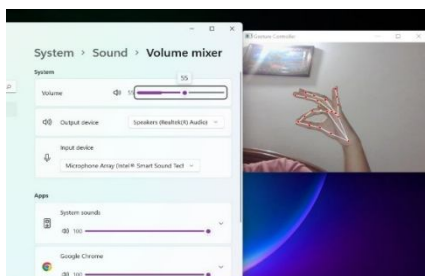 Gesture Controller
System > Sound > Volume mixer
System
55
Volume
55
Output device
Speakers (Realtek(R) Audio)
Input device
Microphone Array (Intel® Smart Sound Tech
Apps
System sounds
100
Google Chrome
100